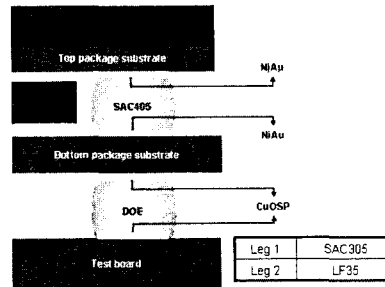 Top package substrate
NiAu
SAC405
NiAu
Bottom package substrate
DOE
CuOSP
Test board
Leg 1 SAC305
Leg 2 LF35